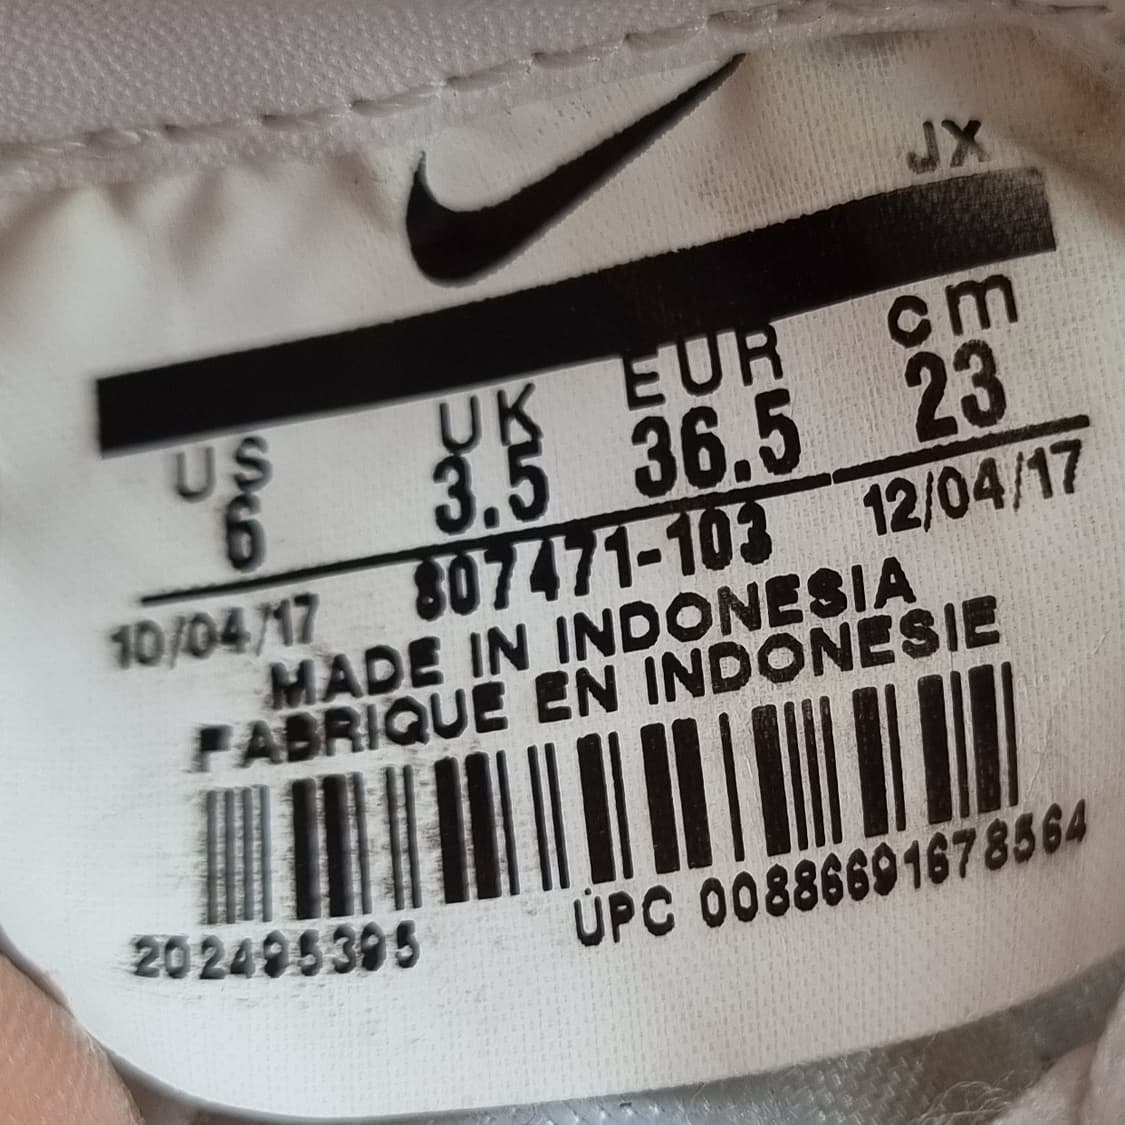 JX
US UK EUR cm
6 3.5 36.5 23
10/04/17 807471-103 12/04/17
MADE IN INDONESIA
FABRIQUE EN INDONESIE
202495395 UPC 00886691678564